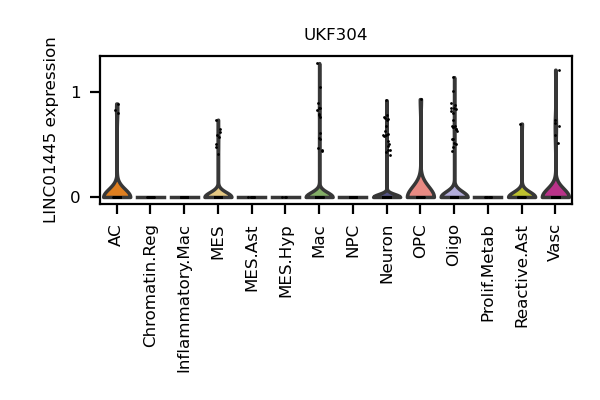 UKF304
LINC01445 expression
1
0
AC
Chromatin.Reg
Inflammatory.Mac
MES
MES.Ast
MES.Hyp
Mac
NPC
Neuron
OPC
Oligo
Prolif.Metab
Reactive.Ast
Vasc